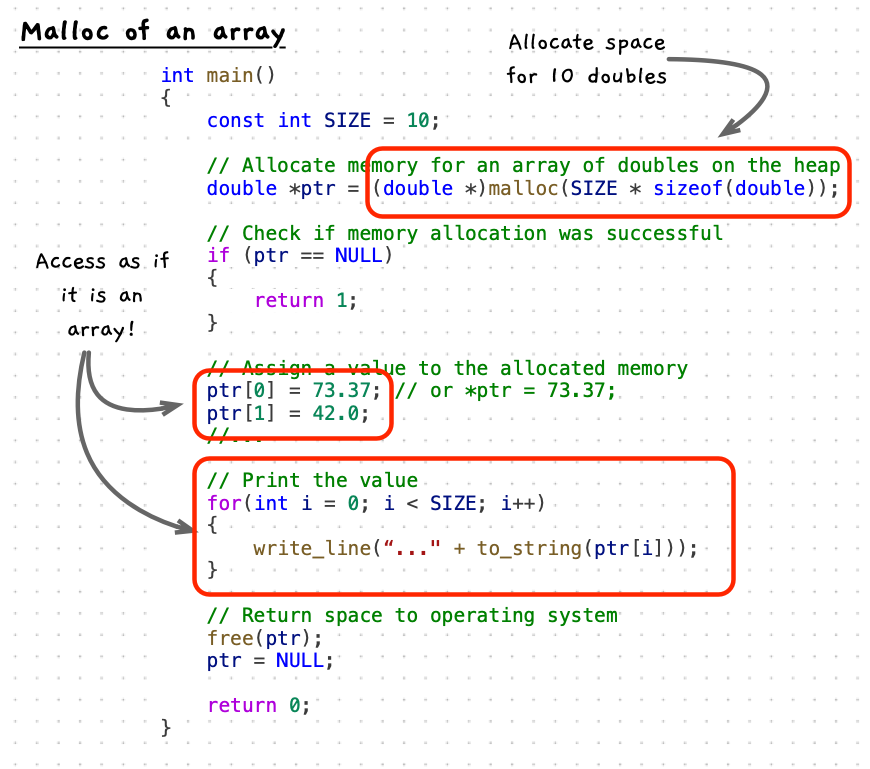 Malloc of an array
Allocate space
for 10 doubles
int main()
{
const int SIZE = 10;
// Allocate memory for an array of doubles on the heap
double *ptr = (double *)malloc(SIZE * sizeof(double));
// Check if memory allocation was successful
if (ptr == NULL)
{
return 1;
}
Access as if
it is an
array!
// Assign a value to the allocated memory
ptr[0] = 73.37; // or *ptr = 73.37;
ptr[1] = 42.0;
//...
// Print the value
for(int i = 0; i < SIZE; i++)
{
write_line(“..." + to_string(ptr[i]));
}
// Return space to operating system
free(ptr);
ptr = NULL;
return 0;
}